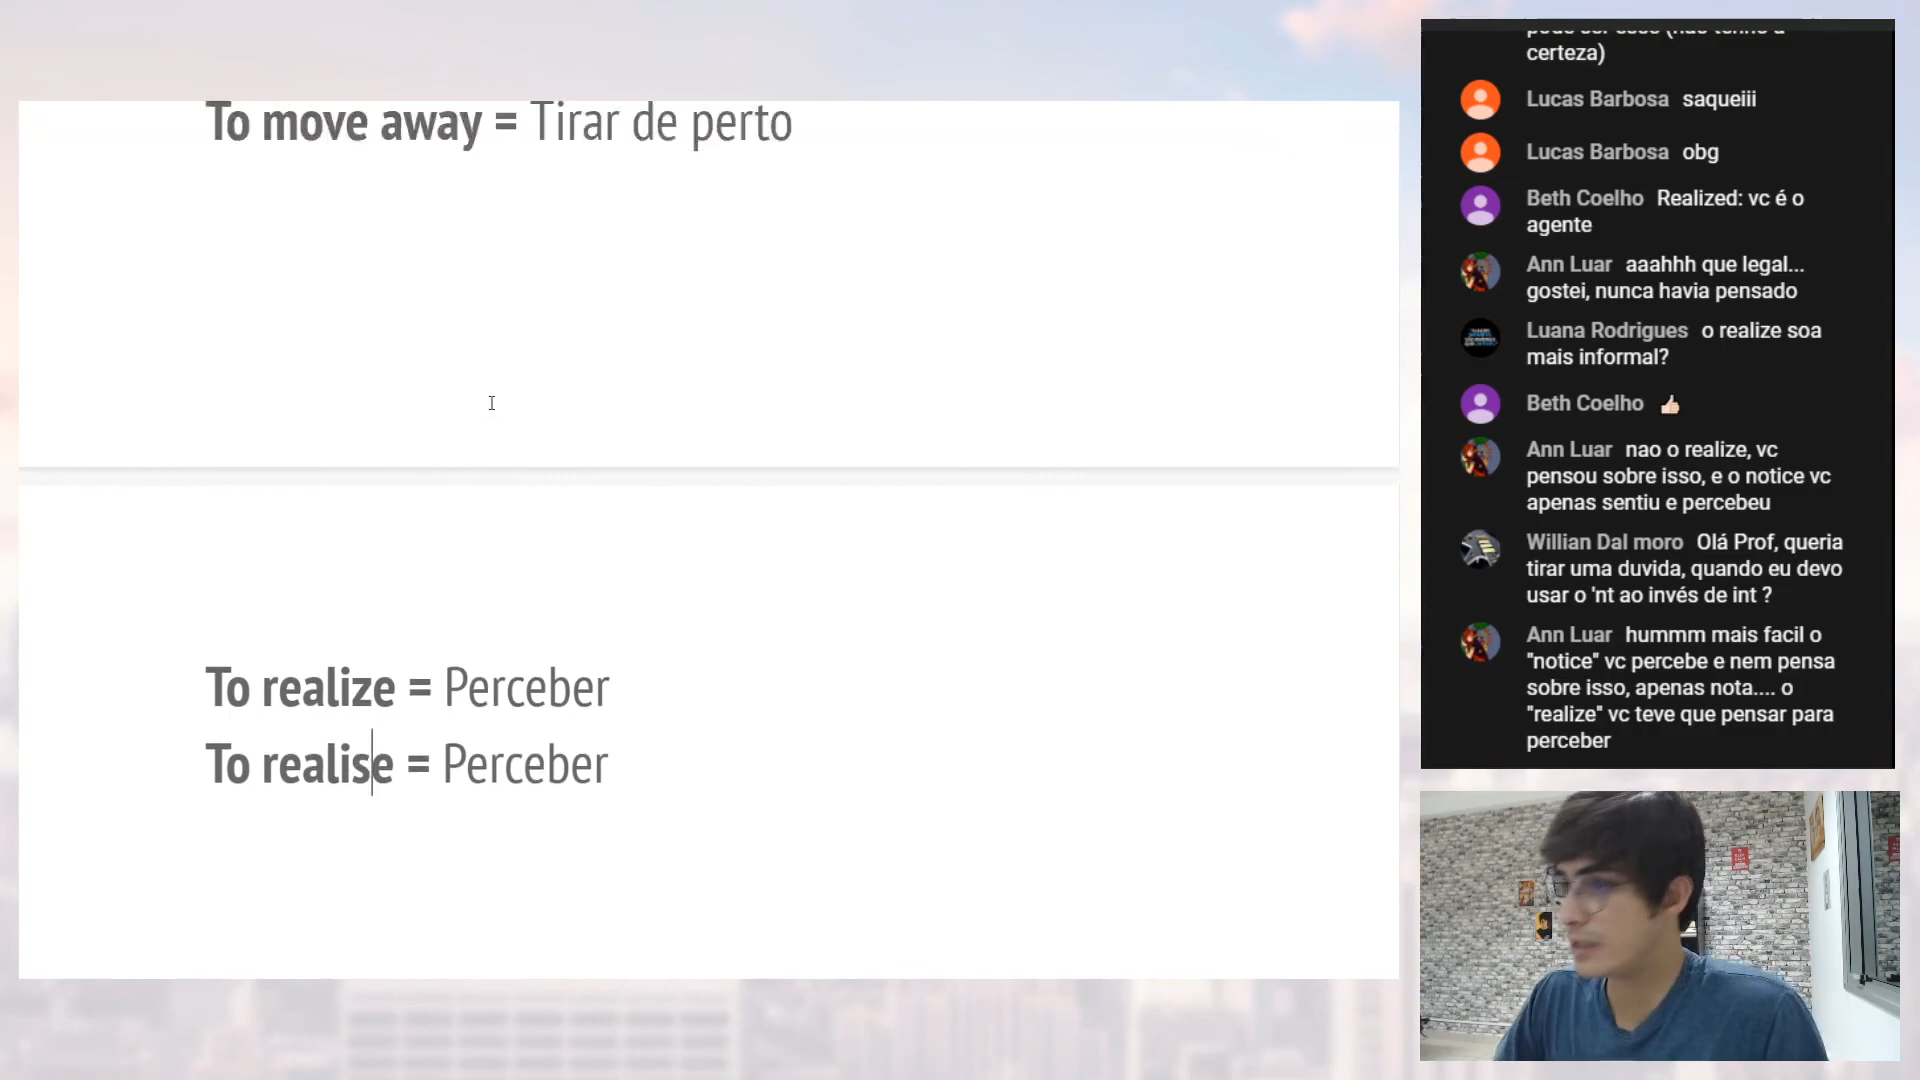 To move away = Tirar de perto
To realize = Perceber
To realise = Perceber
certeza)
Lucas Barbosa saqueiii
Lucas Barbosa obg
Beth Coelho Realized: vc é o
agente
Ann Luar aaahhh que legal...
gostei, nunca havia pensado
Luana Rodrigues o realize soa
mais informal?
Beth Coelho 👍🏻
Ann Luar nao o realize, vc
pensou sobre isso, e o notice vc
apenas sentiu e percebeu
Willian Dal moro Olá Prof, queria
tirar uma duvida, quando eu devo
usar o 'nt ao invés de int ?
Ann Luar hummm mais facil o
"notice" vc percebe e nem pensa
sobre isso, apenas nota.... o
"realize" vc teve que pensar para
perceber